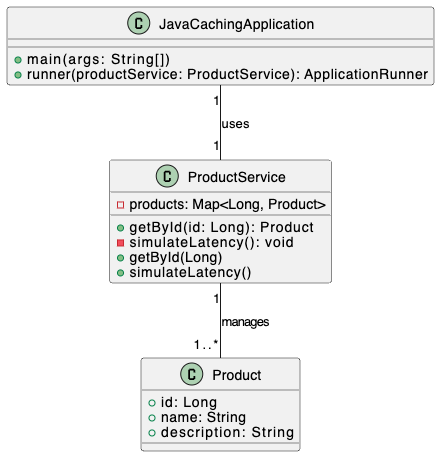 C JavaCachingApplication
main(args: String[])
runner(productService: ProductService): ApplicationRunner
1
uses
1
C ProductService
products: Map<Long, Product>
getById(id: Long): Product
simulateLatency(): void
getById(Long)
simulateLatency()
1
manages
1..*
C Product
id: Long
name: String
description: String